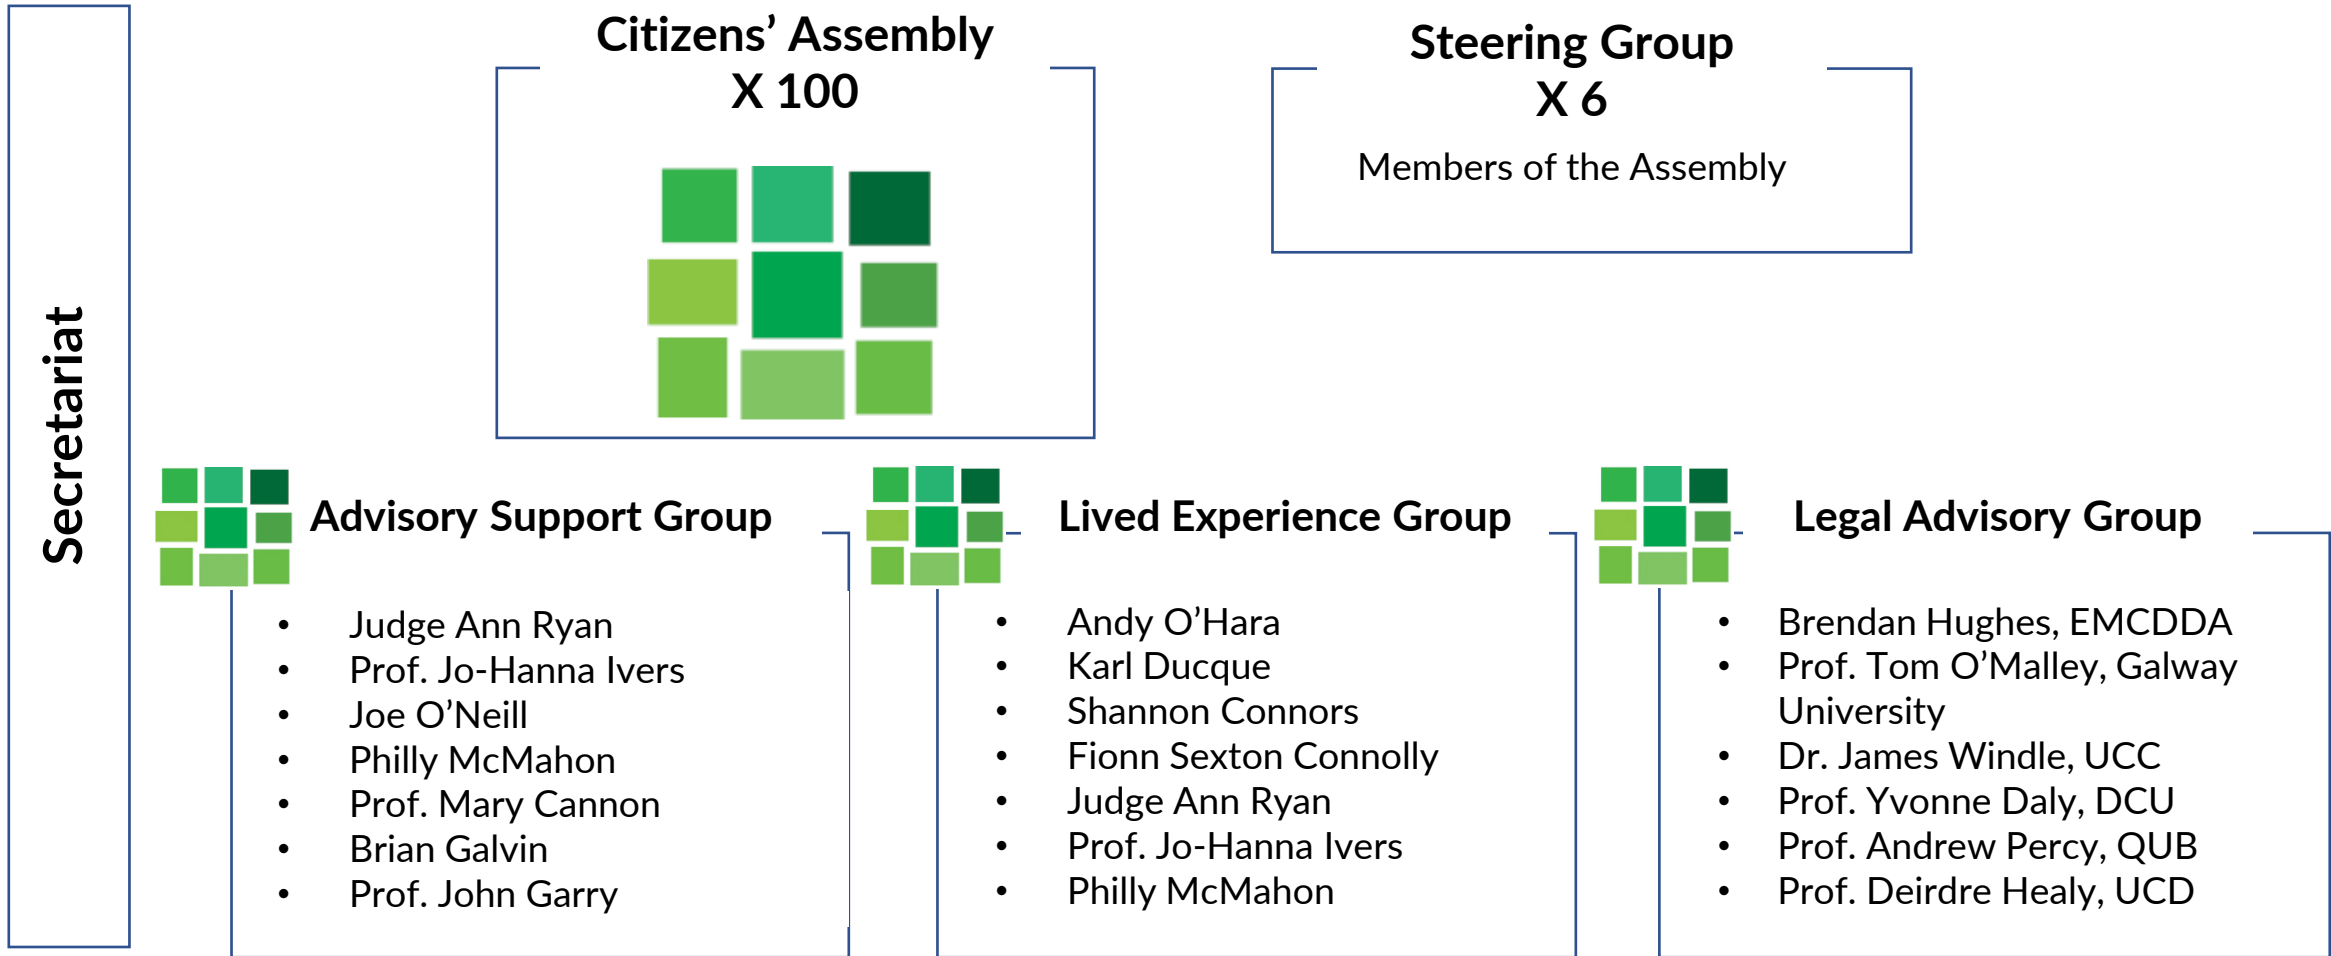 Secretariat
Citizens’ Assembly
X 100
Steering Group
X 6
Members of the Assembly
Advisory Support Group
• Judge Ann Ryan
• Prof. Jo-Hanna Ivers
• Joe O’Neill
• Philly McMahon
• Prof. Mary Cannon
• Brian Galvin
• Prof. John Garry
Lived Experience Group
• Andy O’Hara
• Karl Ducque
• Shannon Connors
• Fionn Sexton Connolly
• Judge Ann Ryan
• Prof. Jo-Hanna Ivers
• Philly McMahon
Legal Advisory Group
• Brendan Hughes, EMCDDA
• Prof. Tom O’Malley, Galway
University
• Dr. James Windle, UCC
• Prof. Yvonne Daly, DCU
• Prof. Andrew Percy, QUB
• Prof. Deirdre Healy, UCD